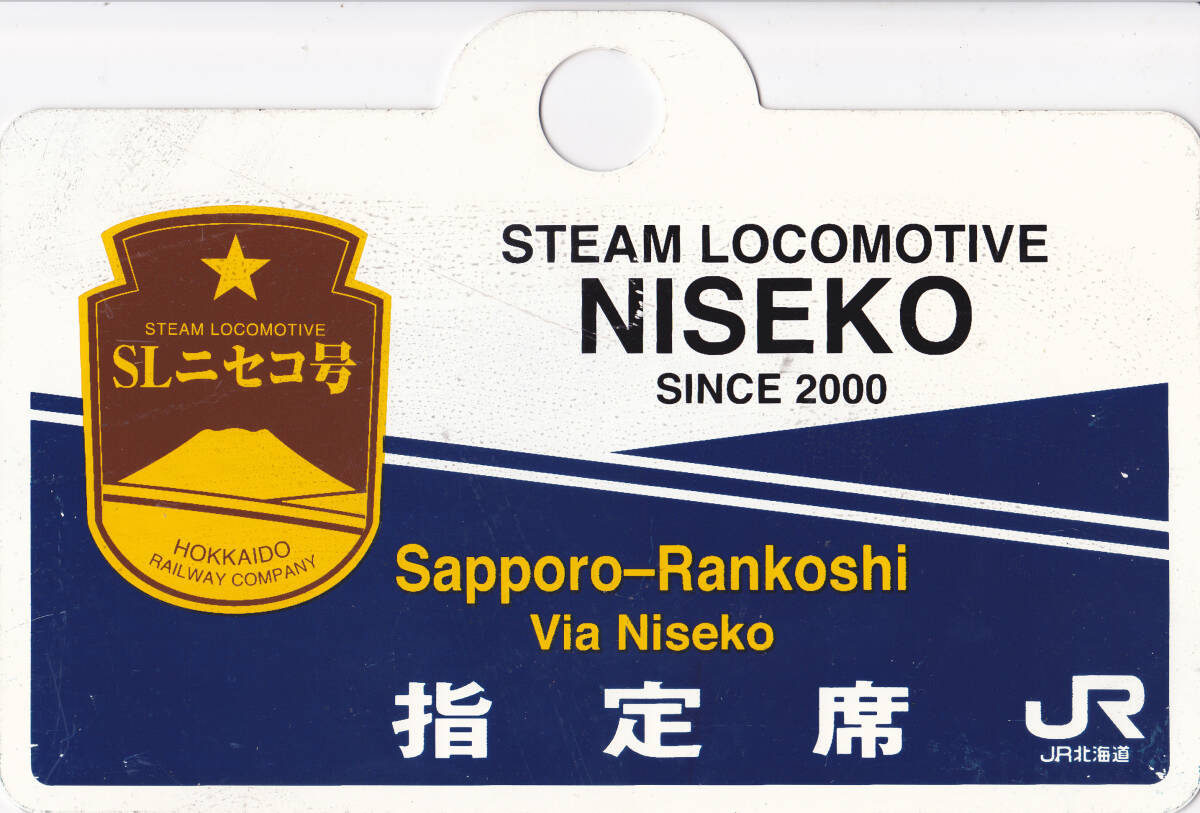 STEAM LOCOMOTIVE
NISEKO
SINCE 2000
STEAM LOCOMOTIVE
SLニセコ号
HOKKAIDO
RAILWAY COMPANY
Sapporo–Rankoshi
Via Niseko
指定席
JR
JR北海道